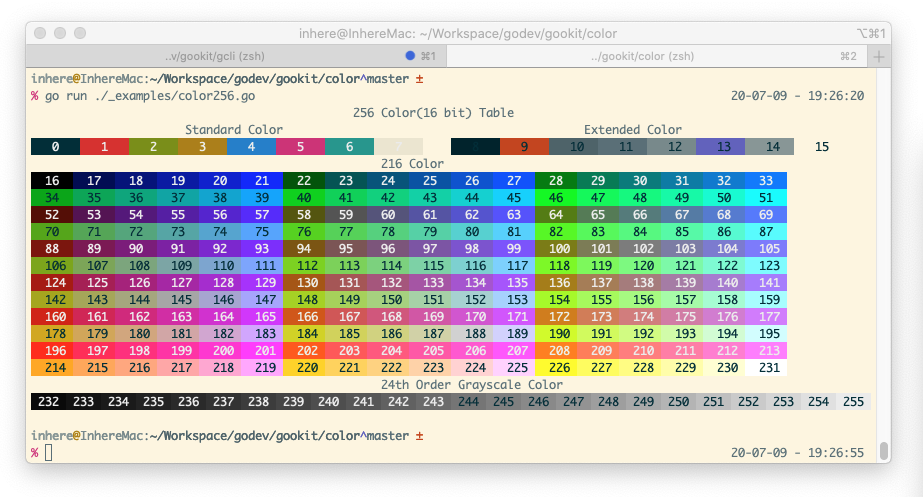 inhere@InhereMac: ~/Workspace/godev/gookit/color
⌥⌘1
..v/gookit/gcli (zsh)
⌘1
../gookit/color (zsh)
⌘2
+
inhere@InhereMac:~/Workspace/godev/gookit/color^master ±
% go run ./_examples/color256.go 20-07-09 - 19:26:20
256 Color(16 bit) Table
Standard Color Extended Color
0 1 2 3 4 5 6 7 9 10 11 12 13 14 15
216 Color
16 17 18 19 20 21 22 23 24 25 26 27 28 29 30 31 32 33
34 35 36 37 38 39 40 41 42 43 44 45 46 47 48 49 50 51
52 53 54 55 56 57 58 59 60 61 62 63 64 65 66 67 68 69
70 71 72 73 74 75 76 77 78 79 80 81 82 83 84 85 86 87
88 89 90 91 92 93 94 95 96 97 98 99 100 101 102 103 104 105
106 107 108 109 110 111 112 113 114 115 116 117 118 119 120 121 122 123
124 125 126 127 128 129 130 131 132 133 134 135 136 137 138 139 140 141
142 143 144 145 146 147 148 149 150 151 152 153 154 155 156 157 158 159
160 161 162 163 164 165 166 167 168 169 170 171 172 173 174 175 176 177
178 179 180 181 182 183 184 185 186 187 188 189 190 191 192 193 194 195
196 197 198 199 200 201 202 203 204 205 206 207 208 209 210 211 212 213
214 215 216 217 218 219 220 221 222 223 224 225 226 227 228 229 230 231
24th Order Grayscale Color
232 233 234 235 236 237 238 239 240 241 242 243 244 245 246 247 248 249 250 251 252 253 254 255
inhere@InhereMac:~/Workspace/godev/gookit/color^master ±
% 20-07-09 - 19:26:55